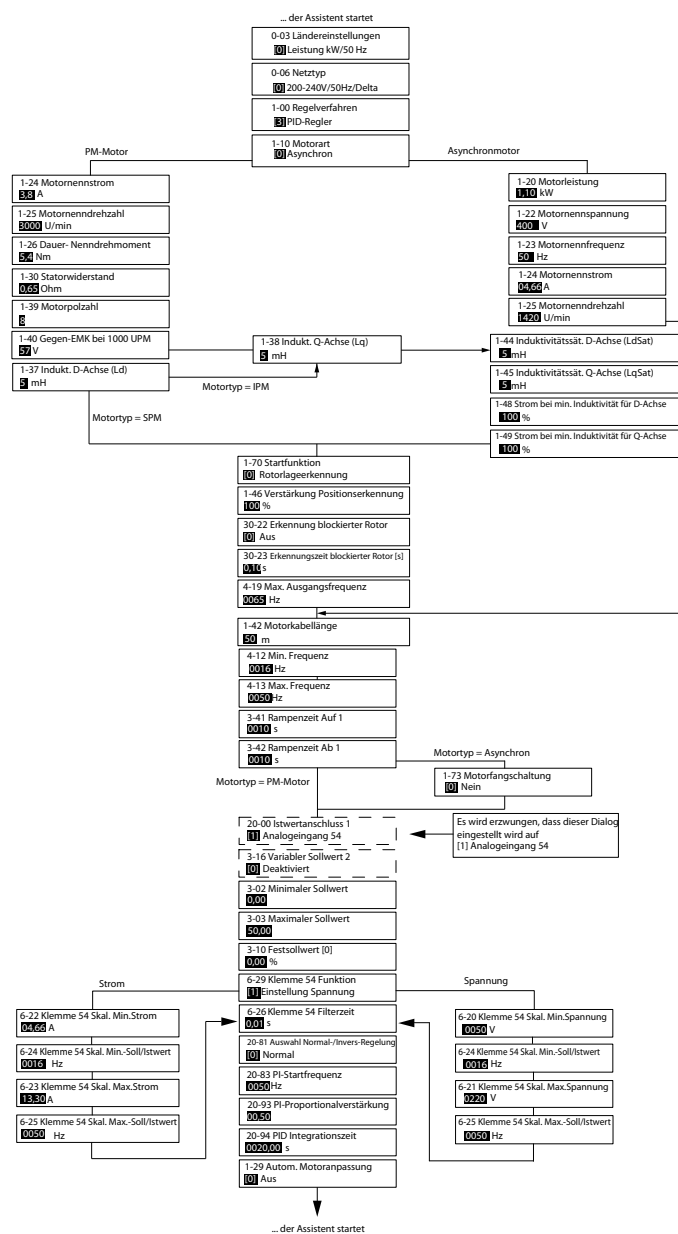 ... der Assistent startet
0-03 Ländereinstellungen
[0] Leistung kW/50 Hz
0-06 Netztyp
[0] 200-240V/50Hz/Delta
1-00 Regelverfahren
[3] PID-Regler
1-10 Motorart
[0] Asynchron
PM-Motor
Asynchronmotor
1-24 Motornennstrom
3,8 A
1-25 Motornenndrehzahl
3000 U/min
1-26 Dauer- Nenndrehmoment
5,4 Nm
1-30 Statorwiderstand
0,65 Ohm
1-39 Motorpolzahl
8
1-40 Gegen-EMK bei 1000 UPM
57 V
1-37 Indukt. D-Achse (Ld)
5 mH
1-20 Motorleistung
1,10 kW
1-22 Motornennspannung
400 V
1-23 Motornennfrequenz
50 Hz
1-24 Motornennstrom
04,66 A
1-25 Motornenndrehzahl
1420 U/min
1-38 Indukt. Q-Achse (Lq)
5 mH
Motortyp = IPM
1-44 Induktivitätssät. D-Achse (LdSat)
5 mH
1-45 Induktivitätssät. Q-Achse (LqSat)
5 mH
1-48 Strom bei min. Induktivität für D-Achse
100 %
1-49 Strom bei min. Induktivität für Q-Achse
100 %
Motortyp = SPM
1-70 Startfunktion
[0] Rotorlageerkennung
1-46 Verstärkung Positionserkennung
100 %
30-22 Erkennung blockierter Rotor
[0] Aus
30-23 Erkennungszeit blockierter Rotor [s]
0,10 s
4-19 Max. Ausgangsfrequenz
0065 Hz
1-42 Motorkabellänge
50 m
4-12 Min. Frequenz
0016 Hz
4-13 Max. Frequenz
0050 Hz
3-41 Rampenzeit Auf 1
0010 s
3-42 Rampenzeit Ab 1
0010 s
Motortyp = Asynchron
Motortyp = PM-Motor
1-73 Motorfangschaltung
[0] Nein
20-00 Istwertanschluss 1
[1] Analogeingang 54
Es wird erzwungen, dass dieser Dialog
eingestellt wird auf
[1] Analogeingang 54
3-16 Variabler Sollwert 2
[0] Deaktiviert
3-02 Minimaler Sollwert
0,00
3-03 Maximaler Sollwert
50,00
3-10 Festsollwert [0]
0,00 %
Strom
6-29 Klemme 54 Funktion
[1] Einstellung Spannung
Spannung
6-22 Klemme 54 Skal. Min.Strom
04,66 A
6-24 Klemme 54 Skal. Min.-Soll/Istwert
0016 Hz
6-23 Klemme 54 Skal. Max.Strom
13,30 A
6-25 Klemme 54 Skal. Max.-Soll/Istwert
0050 Hz
6-26 Klemme 54 Filterzeit
0,01 s
20-81 Auswahl Normal-/Invers-Regelung
[0] Normal
20-83 PI-Startfrequenz
0050 Hz
20-93 PI-Proportionalverstärkung
00,50
20-94 PID Integrationszeit
0020,00 s
1-29 Autom. Motoranpassung
[0] Aus
6-20 Klemme 54 Skal. Min.Spannung
0050 V
6-24 Klemme 54 Skal. Min.-Soll/Istwert
0016 Hz
6-21 Klemme 54 Skal. Max.Spannung
0220 V
6-25 Klemme 54 Skal. Max.-Soll/Istwert
0050 Hz
... der Assistent startet